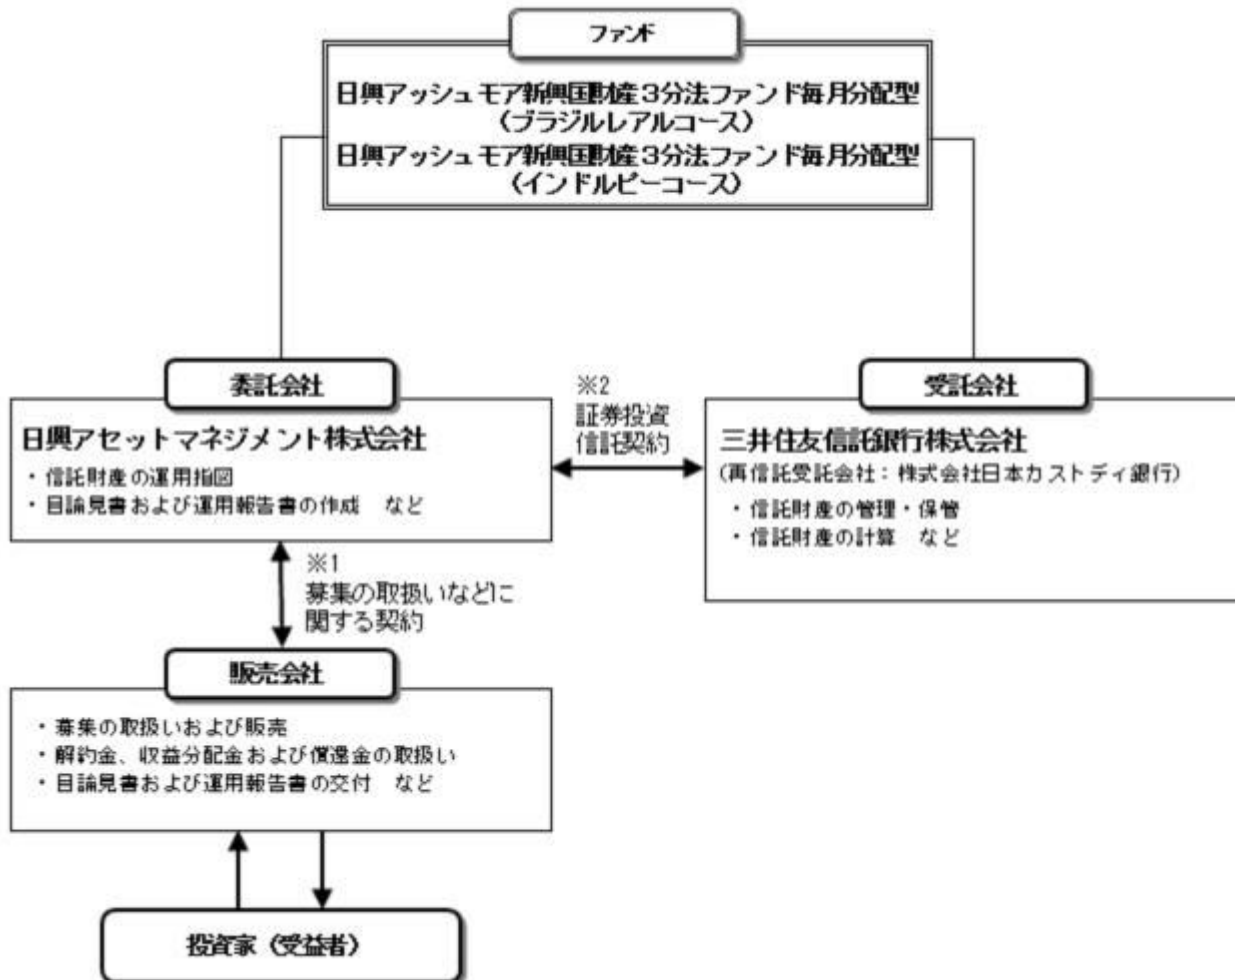 ファンド
日興アッシュモア新興国財産3分法ファンド毎月分配型
(ブラジルレアルコース)
日興アッシュモア新興国財産3分法ファンド毎月分配型
(インドルピーコース)
委託会社
日興アセットマネジメント株式会社
・信託財産の運用指図
・目論見書および運用報告書の作成 など
※2
証券投資
信託契約
受託会社
三井住友信託銀行株式会社
(再信託受託会社:株式会社日本カストディ銀行)
・信託財産の管理・保管
・信託財産の計算 など
※1
募集の取扱いなどに
関する契約
販売会社
・募集の取扱いおよび販売
・解約金、収益分配金および償還金の取扱い
・目論見書および運用報告書の交付 など
投資家(受益者)